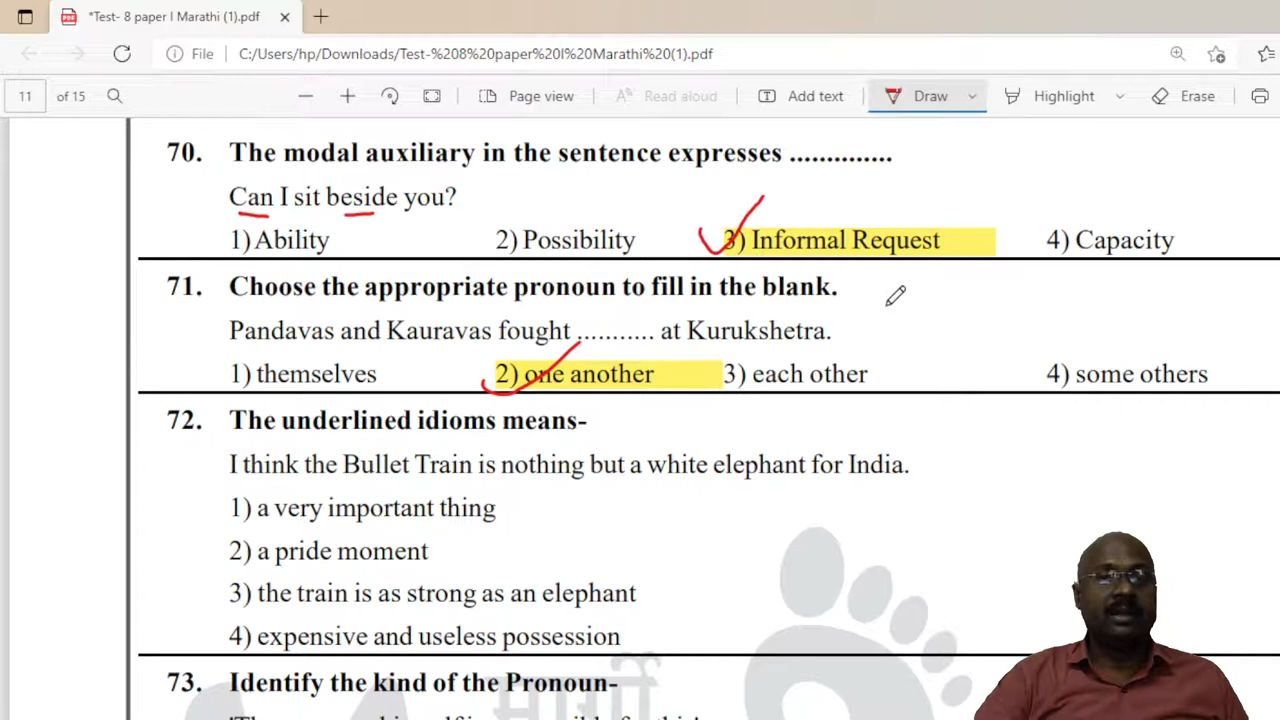 *Test- 8 paper I Marathi (1).pdf
File C:/Users/hp/Downloads/Test-%208%20paper%20I%20Marathi%20(1).pdf
11 of 15 Page view Read aloud Add text Draw Highlight Erase
70. The modal auxiliary in the sentence expresses ..............
Can I sit beside you?
1) Ability 2) Possibility 3) Informal Request 4) Capacity
71. Choose the appropriate pronoun to fill in the blank.
Pandavas and Kauravas fought ........... at Kurukshetra.
1) themselves 2) one another 3) each other 4) some others
72. The underlined idioms means-
I think the Bullet Train is nothing but a white elephant for India.
1) a very important thing
2) a pride moment
3) the train is as strong as an elephant
4) expensive and useless possession
73. Identify the kind of the Pronoun-